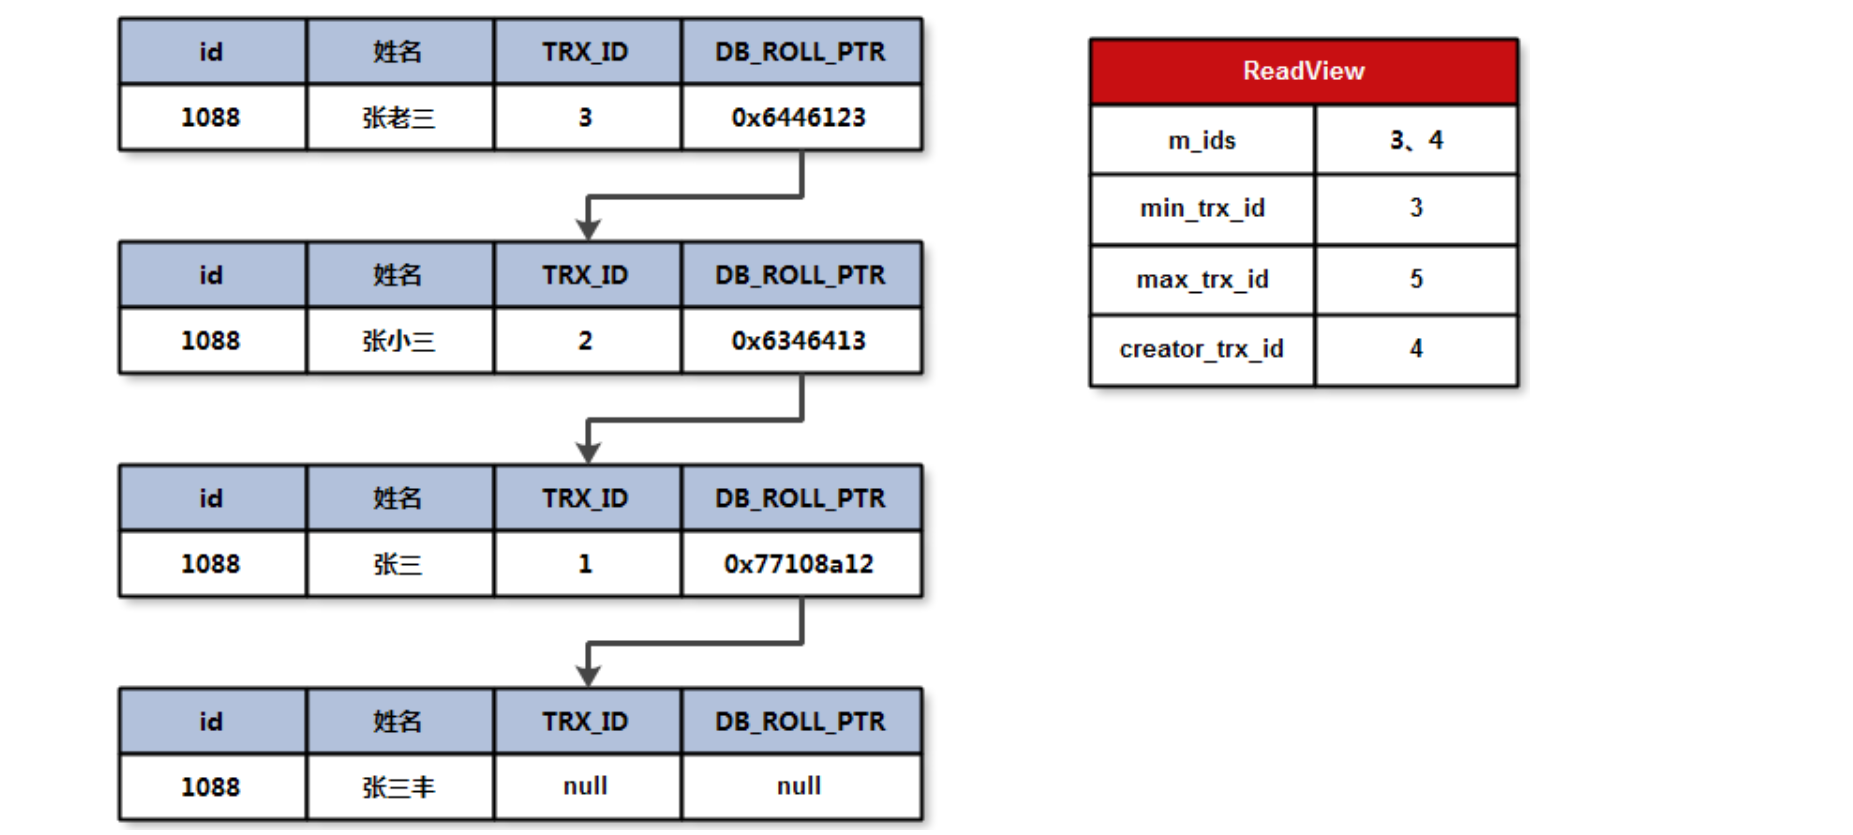 id 姓名 TRX_ID DB_ROLL_PTR
1088 张老三 3 0x6446123
id 姓名 TRX_ID DB_ROLL_PTR
1088 张小三 2 0x6346413
id 姓名 TRX_ID DB_ROLL_PTR
1088 张三 1 0x77108a12
id 姓名 TRX_ID DB_ROLL_PTR
1088 张三丰 null null
ReadView
m_ids 3、4
min_trx_id 3
max_trx_id 5
creator_trx_id 4